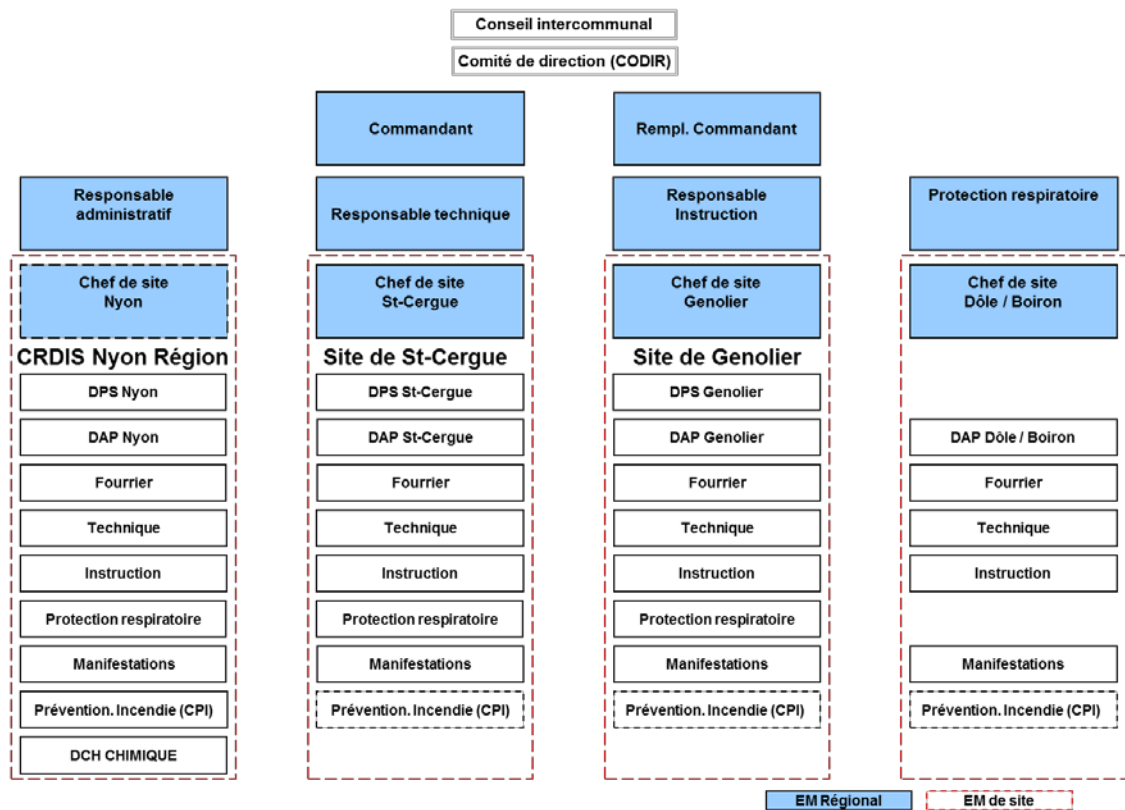 Conseil intercommunal
Comité de direction (CODIR)
Commandant
Rempl. Commandant
Responsable
administratif
Responsable technique
Responsable
Instruction
Protection respiratoire
Chef de site
Nyon
Chef de site
St-Cergue
Chef de site
Genolier
Chef de site
Dôle / Boiron
CRDIS Nyon Région
Site de St-Cergue
Site de Genolier
DPS Nyon
DPS St-Cergue
DPS Genolier
DAP Nyon
DAP St-Cergue
DAP Genolier
DAP Dôle / Boiron
Fourrier
Fourrier
Fourrier
Fourrier
Technique
Technique
Technique
Technique
Instruction
Instruction
Instruction
Instruction
Protection respiratoire
Protection respiratoire
Protection respiratoire
Manifestations
Manifestations
Manifestations
Manifestations
Prévention. Incendie (CPI)
Prévention. Incendie (CPI)
Prévention. Incendie (CPI)
Prévention. Incendie (CPI)
DCH CHIMIQUE
EM Régional
EM de site